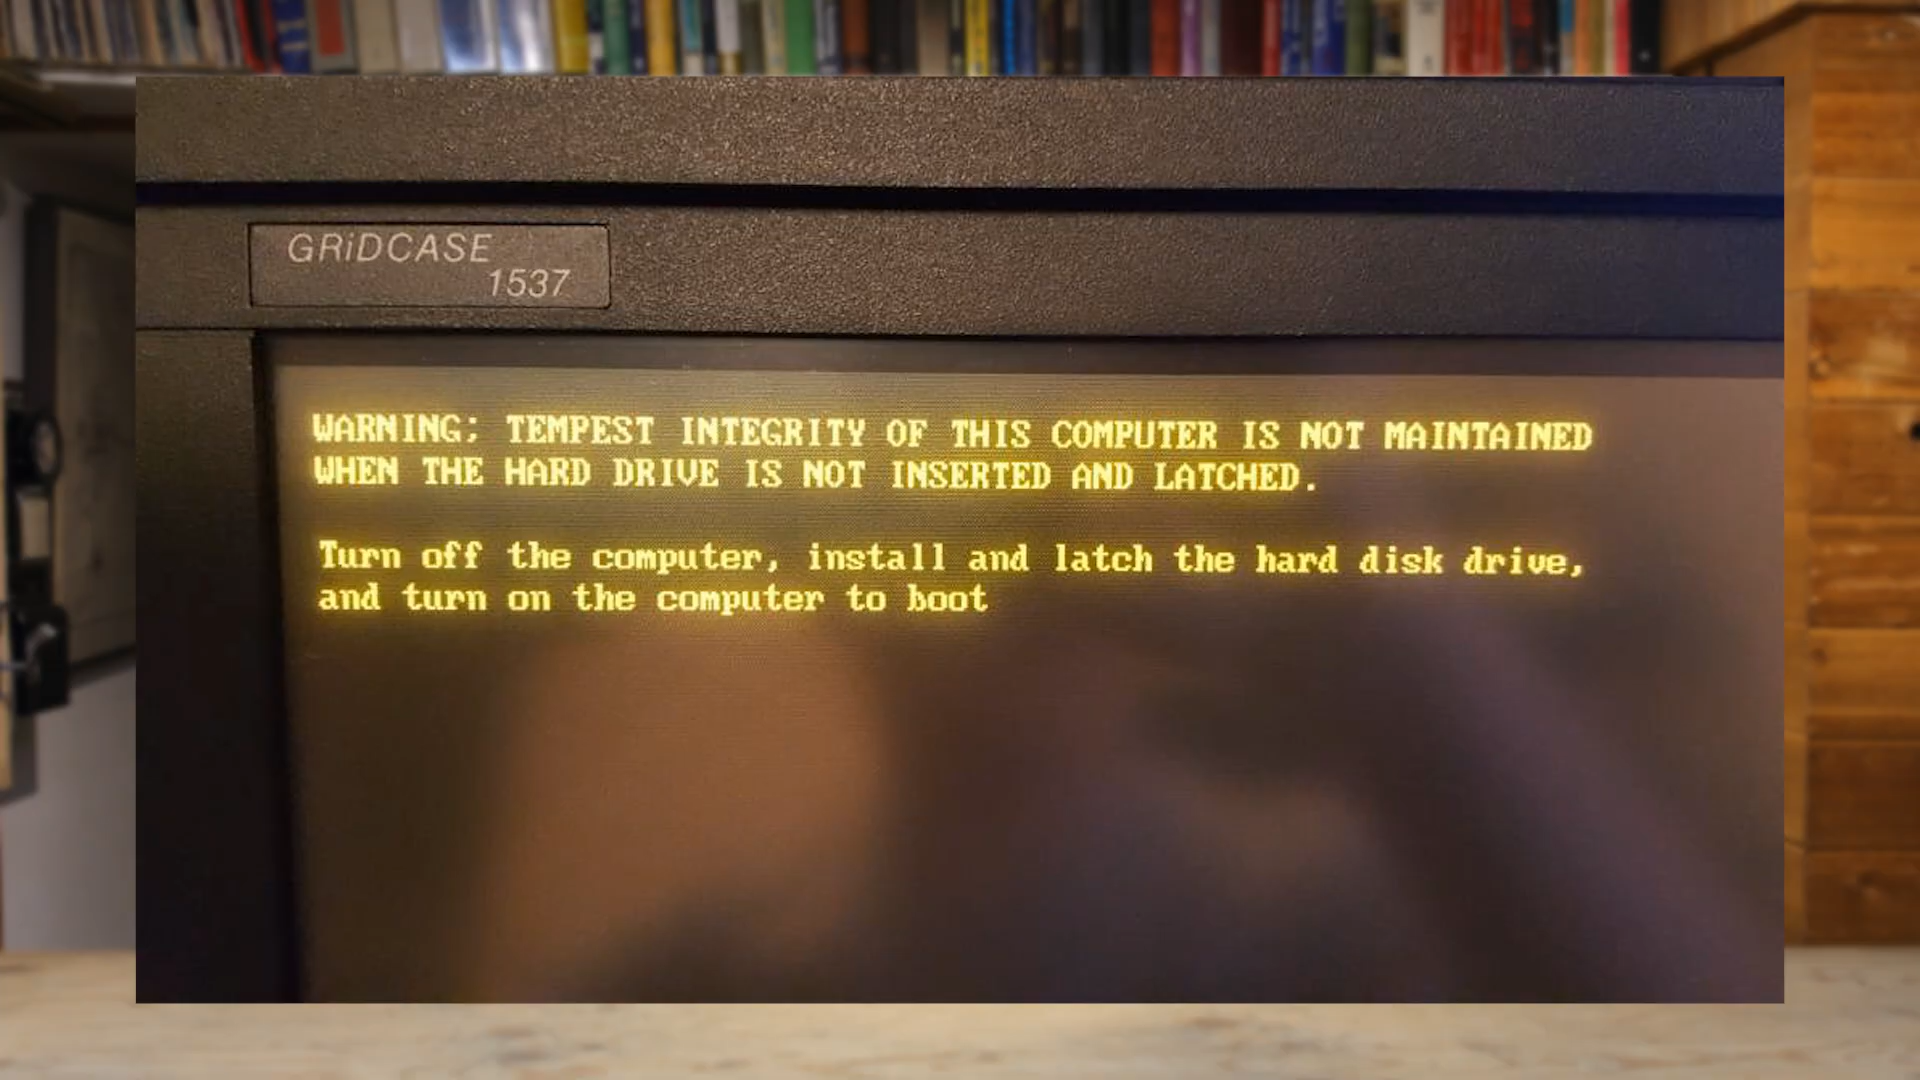 GRiDCASE
1537
WARNING: TEMPEST INTEGRITY OF THIS COMPUTER IS NOT MAINTAINED
WHEN THE HARD DRIVE IS NOT INSERTED AND LATCHED.
Turn off the computer, install and latch the hard disk drive,
and turn on the computer to boot